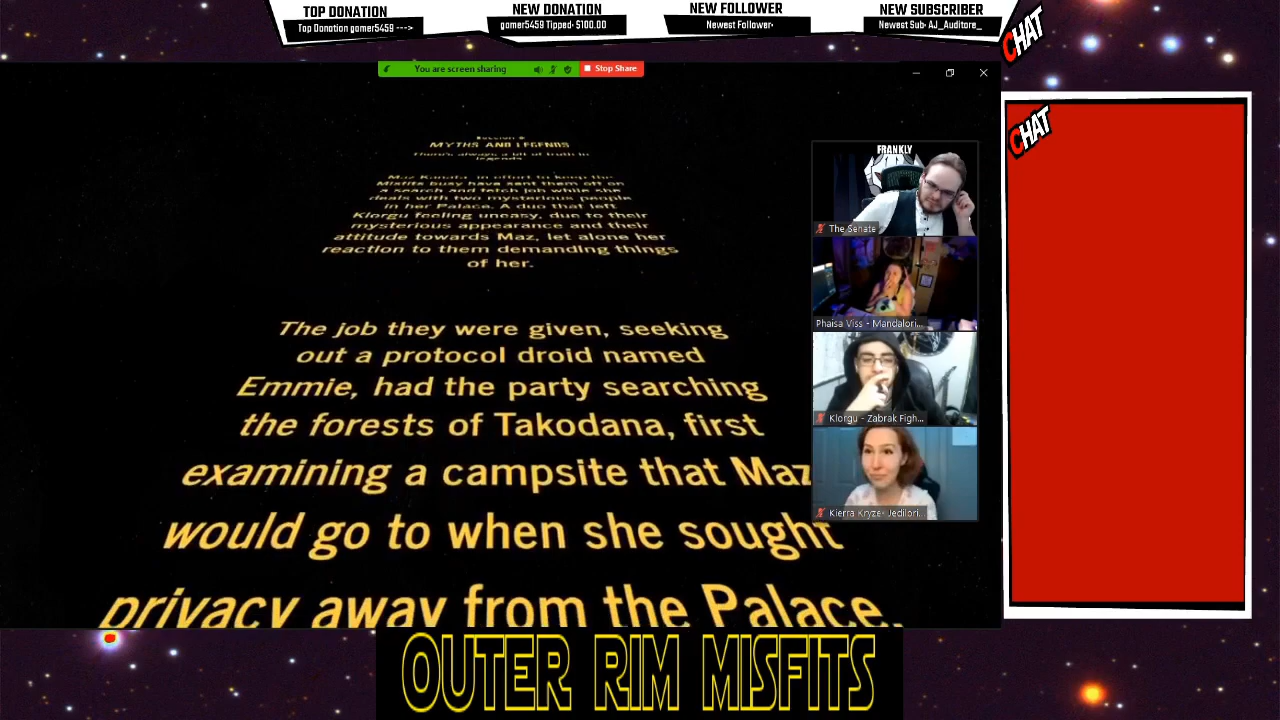 TOP DONATION
Top Donation gamer5459 --->
NEW DONATION
gamer5459 Tipped: $100.00
NEW FOLLOWER
Newest Follower:
NEW SUBSCRIBER
Newest Sub: AJ_Auditore_
CHAT
You are screen sharing
Stop Share
MYTHS AND LEGENDS
There's always a bit of truth in
legends
Maz Kanata, in effort to keep the
Misfits busy have sent them off on
a search and fetch job while she
deals with two mysterious people
in her Palace. A duo that left
Klorgu feeling uneasy, due to their
mysterious appearance and their
attitude towards Maz, let alone her
reaction to them demanding things
of her.
The job they were given, seeking
out a protocol droid named
Emmie, had the party searching
the forests of Takodana, first
examining a campsite that Maz
would go to when she sought
privacy away from the Palace.
FRANKLY
The Senate
Phaisa Viss - Mandalori...
Klorgu - Zabrak Figh...
Kierra Kryze- Jedilori...
CHAT
OUTER RIM MISFITS